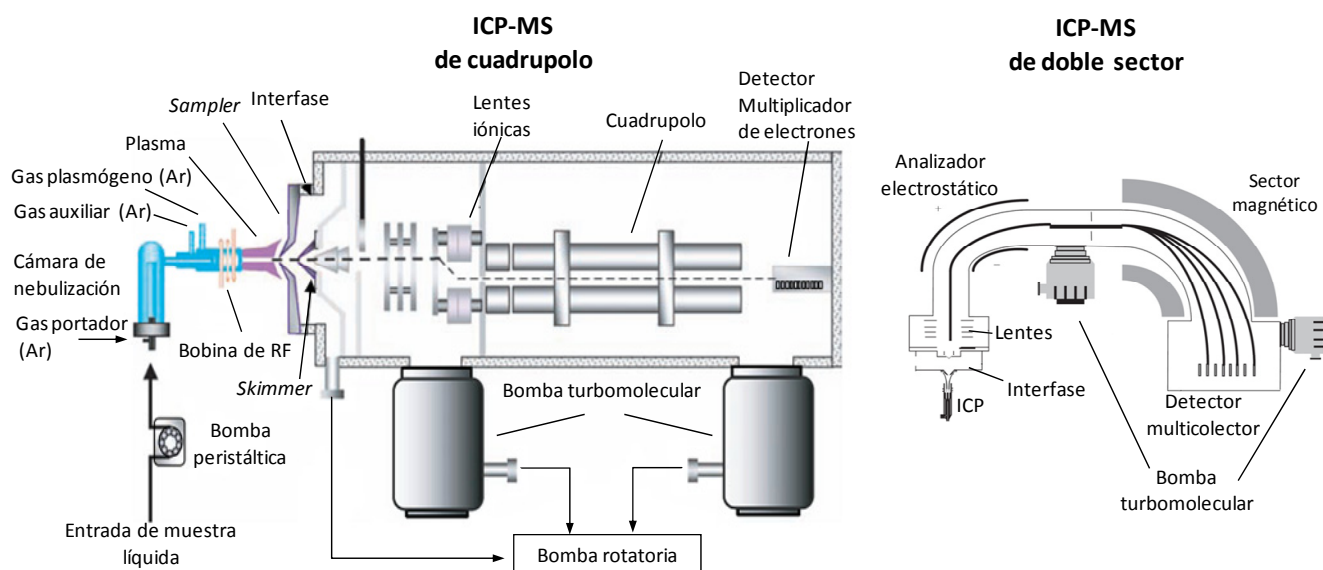 ICP-MS
de cuadrupolo
Sampler
Interfase
Plasma
Gas plasmógeno (Ar)
Gas auxiliar (Ar)
Cámara de
nebulización
Gas portador
(Ar)
Bobina de RF
Skimmer
Lentes
iónicas
Cuadrupolo
Detector
Multiplicador
de electrones
Bomba turbomolecular
Bomba
peristáltica
Entrada de muestra
líquida
Bomba rotatoria
ICP-MS
de doble sector
Analizador
electrostático
+
−
Sector
magnético
Lentes
Interfase
ICP
Detector
multicolector
Bomba
turbomolecular